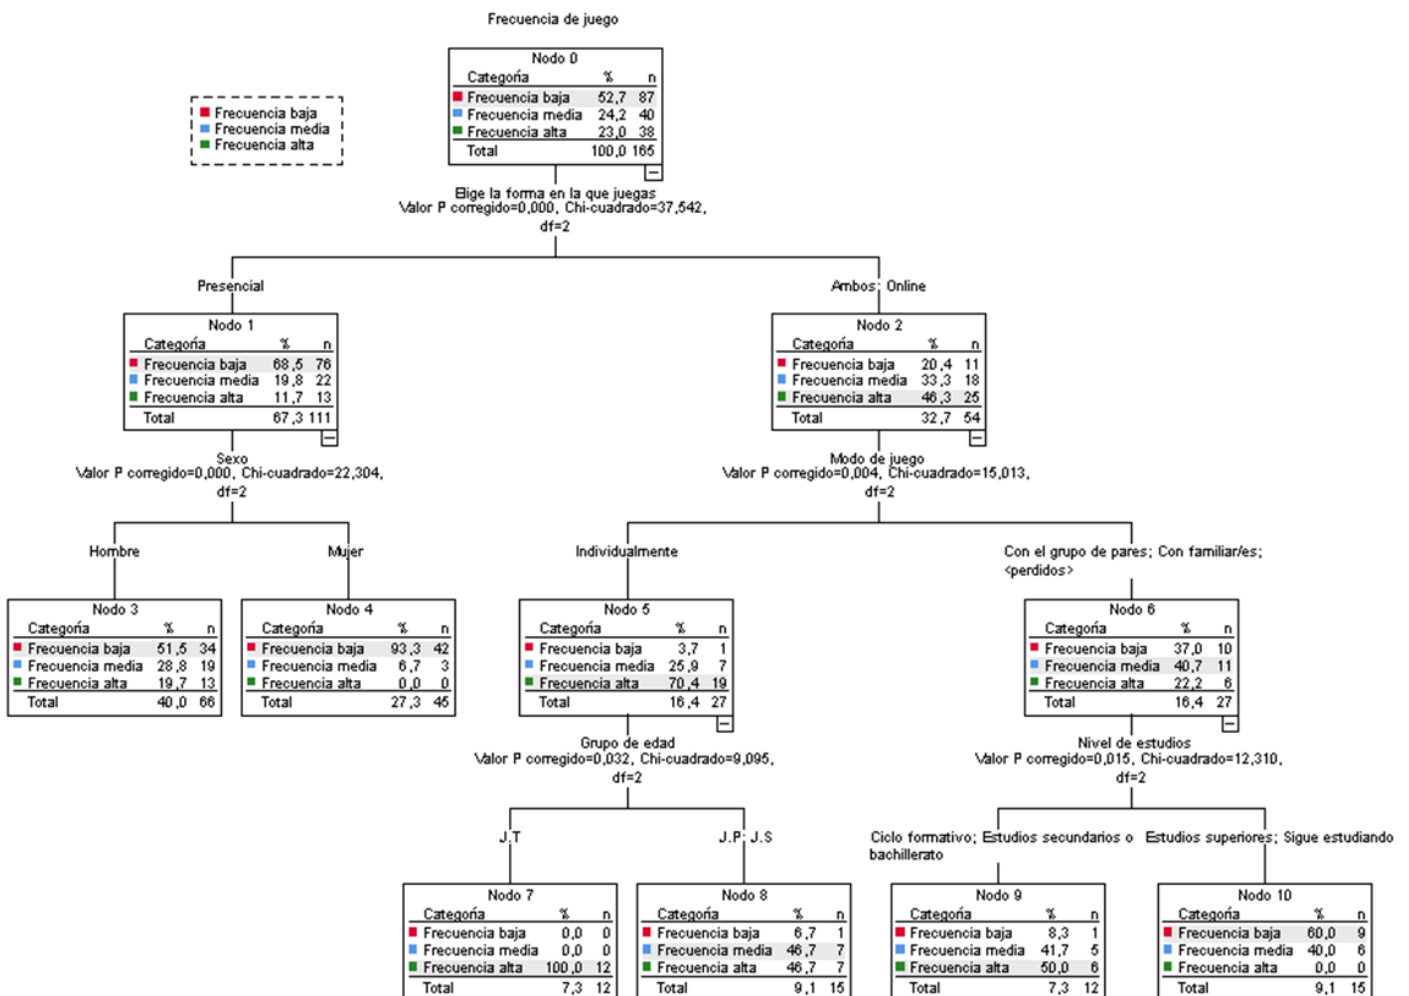 Frecuencia de juego
Nodo 0
Categoría % n
Frecuencia baja 52,7 87
Frecuencia media 24,2 40
Frecuencia alta 23,0 38
Total 100,0 165
Frecuencia baja
Frecuencia media
Frecuencia alta
Elige la forma en la que juegas
Valor P corregido=0,000, Chi-cuadrado=37,542,
df=2
Presencial
Ambos; Online
Nodo 1
Categoría % n
Frecuencia baja 68,5 76
Frecuencia media 19,8 22
Frecuencia alta 11,7 13
Total 67,3 111
Nodo 2
Categoría % n
Frecuencia baja 20,4 11
Frecuencia media 33,3 18
Frecuencia alta 46,3 25
Total 32,7 54
Sexo
Valor P corregido=0,000, Chi-cuadrado=22,304,
df=2
Modo de juego
Valor P corregido=0,004, Chi-cuadrado=15,013,
df=2
Hombre
Mujer
Individualmente
Con el grupo de pares; Con familiar/es;
<perdidos>
Nodo 3
Categoría % n
Frecuencia baja 51,5 34
Frecuencia media 28,8 19
Frecuencia alta 19,7 13
Total 40,0 66
Nodo 4
Categoría % n
Frecuencia baja 93,3 42
Frecuencia media 6,7 3
Frecuencia alta 0,0 0
Total 27,3 45
Nodo 5
Categoría % n
Frecuencia baja 3,7 1
Frecuencia media 25,9 7
Frecuencia alta 70,4 19
Total 16,4 27
Nodo 6
Categoría % n
Frecuencia baja 37,0 10
Frecuencia media 40,7 11
Frecuencia alta 22,2 6
Total 16,4 27
Grupo de edad
Valor P corregido=0,032, Chi-cuadrado=9,095,
df=2
Nivel de estudios
Valor P corregido=0,015, Chi-cuadrado=12,310,
df=2
J.T
J.P; J.S
Ciclo formativo; Estudios secundarios o
bachillerato
Estudios superiores; Sigue estudiando
Nodo 7
Categoría % n
Frecuencia baja 0,0 0
Frecuencia media 0,0 0
Frecuencia alta 100,0 12
Total 7,3 12
Nodo 8
Categoría % n
Frecuencia baja 6,7 1
Frecuencia media 46,7 7
Frecuencia alta 46,7 7
Total 9,1 15
Nodo 9
Categoría % n
Frecuencia baja 8,3 1
Frecuencia media 41,7 5
Frecuencia alta 50,0 6
Total 7,3 12
Nodo 10
Categoría % n
Frecuencia baja 60,0 9
Frecuencia media 40,0 6
Frecuencia alta 0,0 0
Total 9,1 15